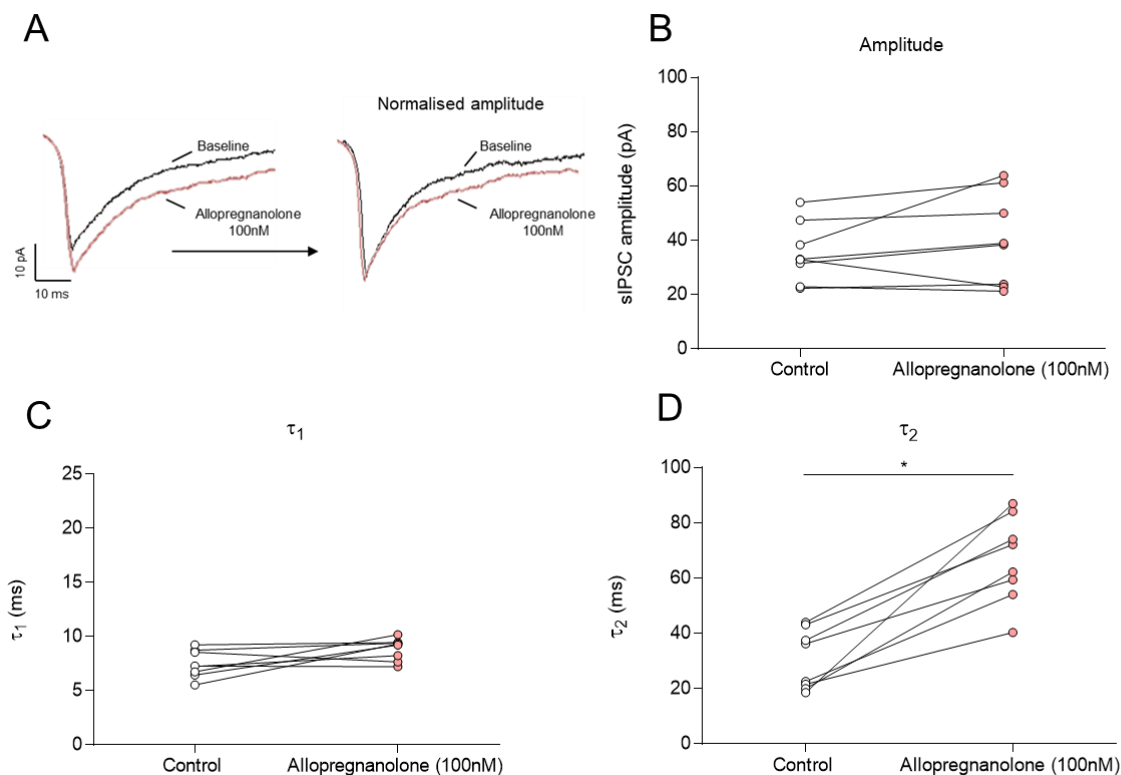 A
Normalised amplitude
Baseline
Allopregnanolone
100nM
10 pA
10 ms
Baseline
Allopregnanolone
100nM
B
Amplitude
sIPSC amplitude (pA)
100
80
60
40
20
0
Control
Allopregnanolone (100nM)
C
τ1
τ1 (ms)
25
20
15
10
5
0
Control
Allopregnanolone (100nM)
D
τ2
*
τ2 (ms)
100
80
60
40
20
0
Control
Allopregnanolone (100nM)